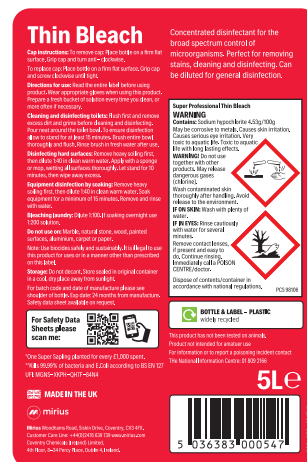 Thin Bleach
Cap instructions: To remove cap: Place bottle on a firm flat
surface, Grip cap and turn anti-clockwise.
To replace cap: Place bottle on firm flat surface, Grip cap
and screw clockwise until tight.
Directions for use: Read the entire label before using
product. Wear appropriate gloves when using this product.
Prepare a fresh bucket of solution every time you clean, or
more often if necessary.
Cleaning and disinfecting toilets: Flush first and remove
excess dirt and grime before cleaning and disinfecting.
Pour neat around the toilet bowl. To ensure disinfection
allow to stand for at least 15 minutes. Brush entire bowl
thoroughly and flush. Rinse brush in fresh water after use.
Disinfecting hard surfaces: Remove heavy soiling first,
then dilute 1:40 in clean warm water. Apply with a sponge
or mop, wetting all surfaces thoroughly. Let stand for 10
minutes, then wipe away excess.
Equipment disinfection by soaking: Remove heavy
soiling first, then dilute 1:40 in clean warm water. Soak
equipment for a minimum of 15 minutes. Remove and rinse
with water.
Bleaching laundry: Dilute 1:100. If soaking overnight use
1:200 solution.
Do not use on: Marble, natural stone, wood, painted
surfaces, aluminium, carpet or paper.
Note: Use biocides safely and sustainably. It is illegal to use
this product for uses or in a manner other than prescribed
on this label.
Storage: Do not decant. Store sealed in original container
in a cool, dry place away from sunlight.
For batch code and date of manufacture please see
shoulder of bottle. Exp date: 24 months from manufacture.
Safety data sheet available on request.
For Safety Data
Sheets please
scan me:
*One Super Sapling planted for every £1,000 spent.
**Kills 99.99% of bacteria and E.Coli according to BS EN 127
MADE IN THE UK
mirius
Mirius Woodhams Road, Siskin Drive, Coventry, CV3 4FX.
Customer Care Line: +44(0)2476 639 739 www.mirius.com
Coventry Chemicals (Ireland) Limited,
4th Floor, 8-34 Percy Place, Dublin 4, Ireland.
Concentrated disinfectant for the
broad spectrum control of
microorganisms. Perfect for removing
stains, cleaning and disinfecting. Can
be diluted for general disinfection.
Super Professional Thin Bleach
WARNING
Contains: Sodium hypochlorite 4.53g/100g
May be corrosive to metals. Causes skin irritation.
Causes serious eye irritation. Very
toxic to aquatic life. Toxic to aquatic
life with long lasting effects.
WARNING! Do not
use together with
other products. May release
dangerous gases
(chlorine).
Wash contaminated skin
thoroughly after handling. Avoid
release to the environment.
IF ON SKIN: Wash with plenty of
water.
IF IN EYES: Rinse cautiously
with water for several
minutes.
Remove contact lenses,
if present and easy to
do. Continue rinsing.
Immediately call a POISON
CENTRE/doctor.
Dispose of contents/container in
accordance with national regulations.
PCS 98106
BOTTLE & LABEL - PLASTIC
widely recycled
This product has not been tested on animals.
Product not intended for amateur use
For information or to report a poisoning incident contact
The National Information Centre: 01 809 2166
5Le
5 036383 000547